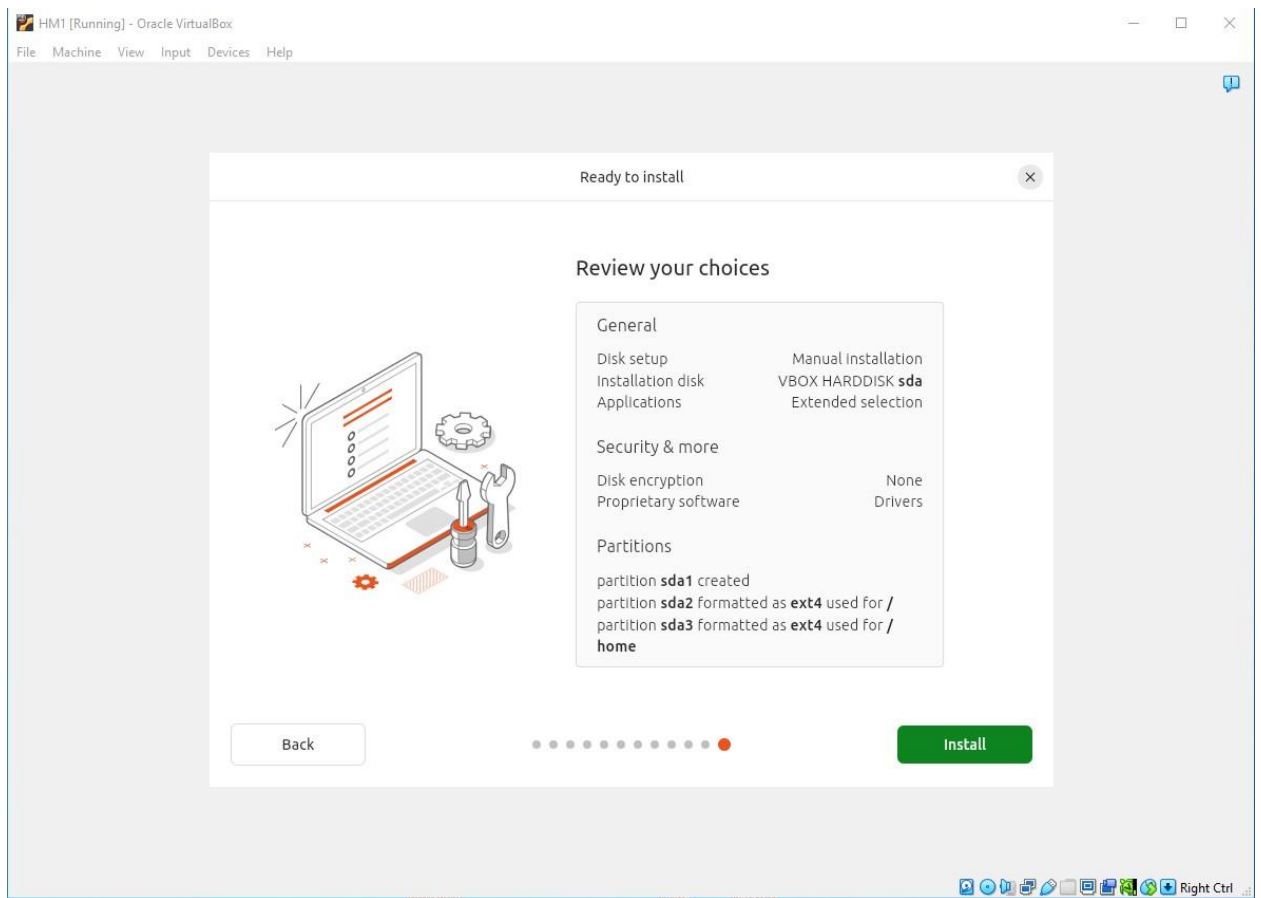 HM1 [Running] - Oracle VirtualBox
File Machine View Input Devices Help
Ready to install
Review your choices
General
Disk setup Manual installation
Installation disk VBOX HARDDISK sda
Applications Extended selection
Security & more
Disk encryption None
Proprietary software Drivers
Partitions
partition sda1 created
partition sda2 formatted as ext4 used for /
partition sda3 formatted as ext4 used for /
home
Back Install
Right Ctrl